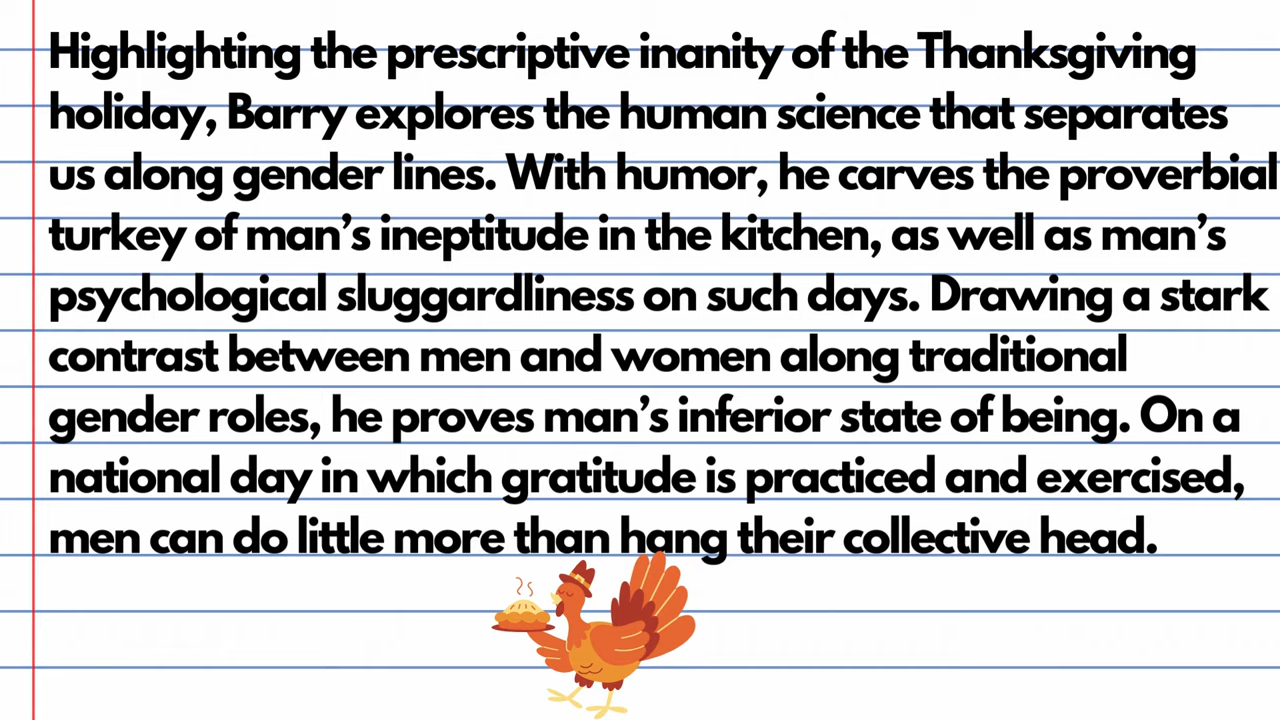 Highlighting the prescriptive inanity of the Thanksgiving
holiday, Barry explores the human science that separates
us along gender lines. With humor, he carves the proverbial
turkey of man’s ineptitude in the kitchen, as well as man’s
psychological sluggardliness on such days. Drawing a stark
contrast between men and women along traditional
gender roles, he proves man’s inferior state of being. On a
national day in which gratitude is practiced and exercised,
men can do little more than hang their collective head.